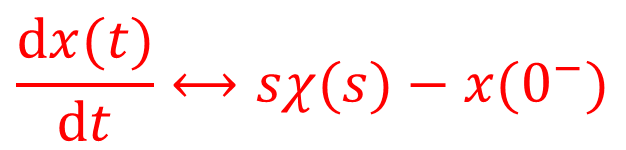 dx(t)/dt ⟷ sχ(s) − x(0⁻)